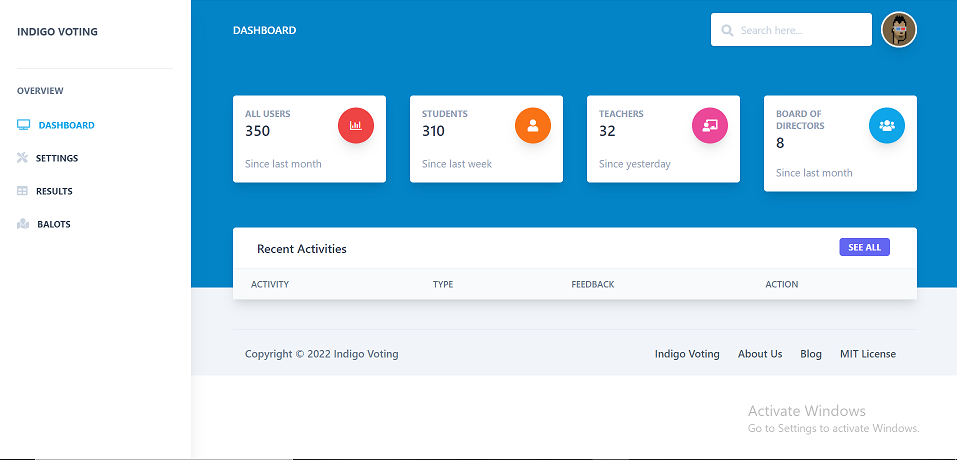 INDIGO VOTING
OVERVIEW
DASHBOARD
SETTINGS
RESULTS
BALOTS
DASHBOARD
Search here...
ALL USERS
350
Since last month
STUDENTS
310
Since last week
TEACHERS
32
Since yesterday
BOARD OF
DIRECTORS
8
Since last month
Recent Activities
SEE ALL
ACTIVITY TYPE FEEDBACK ACTION
Copyright © 2022 Indigo Voting
Indigo Voting About Us Blog MIT License
Activate Windows
Go to Settings to activate Windows.